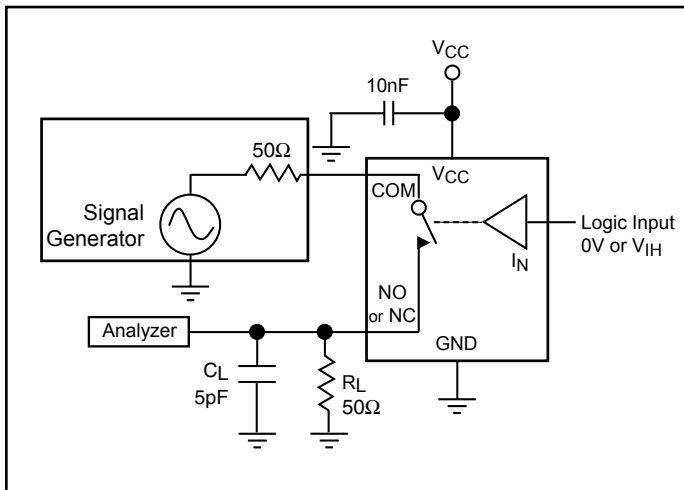 VCC
10nF
50Ω
VCC
COM
Signal
Generator
Logic Input
0V or VIH
IN
NO
or NC
Analyzer
GND
CL
5pF
RL
50Ω